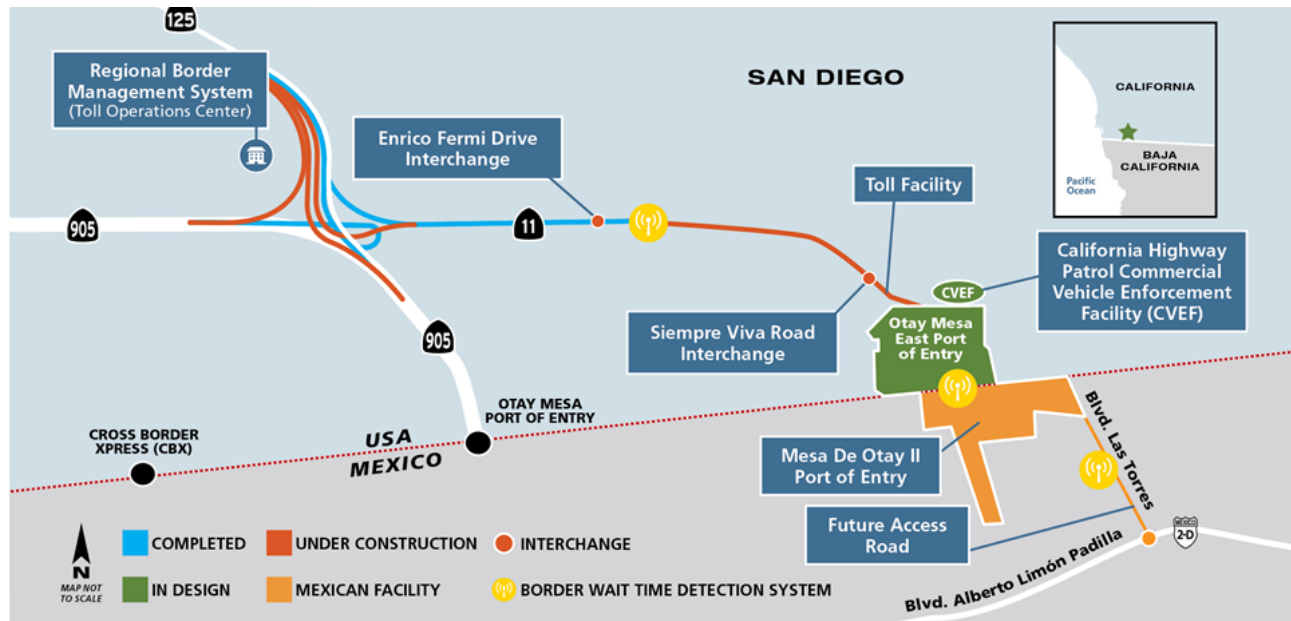 125
Regional Border
Management System
(Toll Operations Center)
SAN DIEGO
CALIFORNIA
BAJA
CALIFORNIA
Pacific
Ocean
Enrico Fermi Drive
Interchange
Toll Facility
905
11
California Highway
Patrol Commercial
Vehicle Enforcement
Facility (CVEF)
CVEF
Siempre Viva Road
Interchange
Otay Mesa
East Port
of Entry
905
OTAY MESA
PORT OF ENTRY
CROSS BORDER
XPRESS (CBX)
USA
MEXICO
Blvd. Las Torres
Mesa De Otay II
Port of Entry
Future Access
Road
MEXICO
2-D
Blvd. Alberto Limón Padilla
N
MAP NOT
TO SCALE
COMPLETED
UNDER CONSTRUCTION
INTERCHANGE
IN DESIGN
MEXICAN FACILITY
BORDER WAIT TIME DETECTION SYSTEM